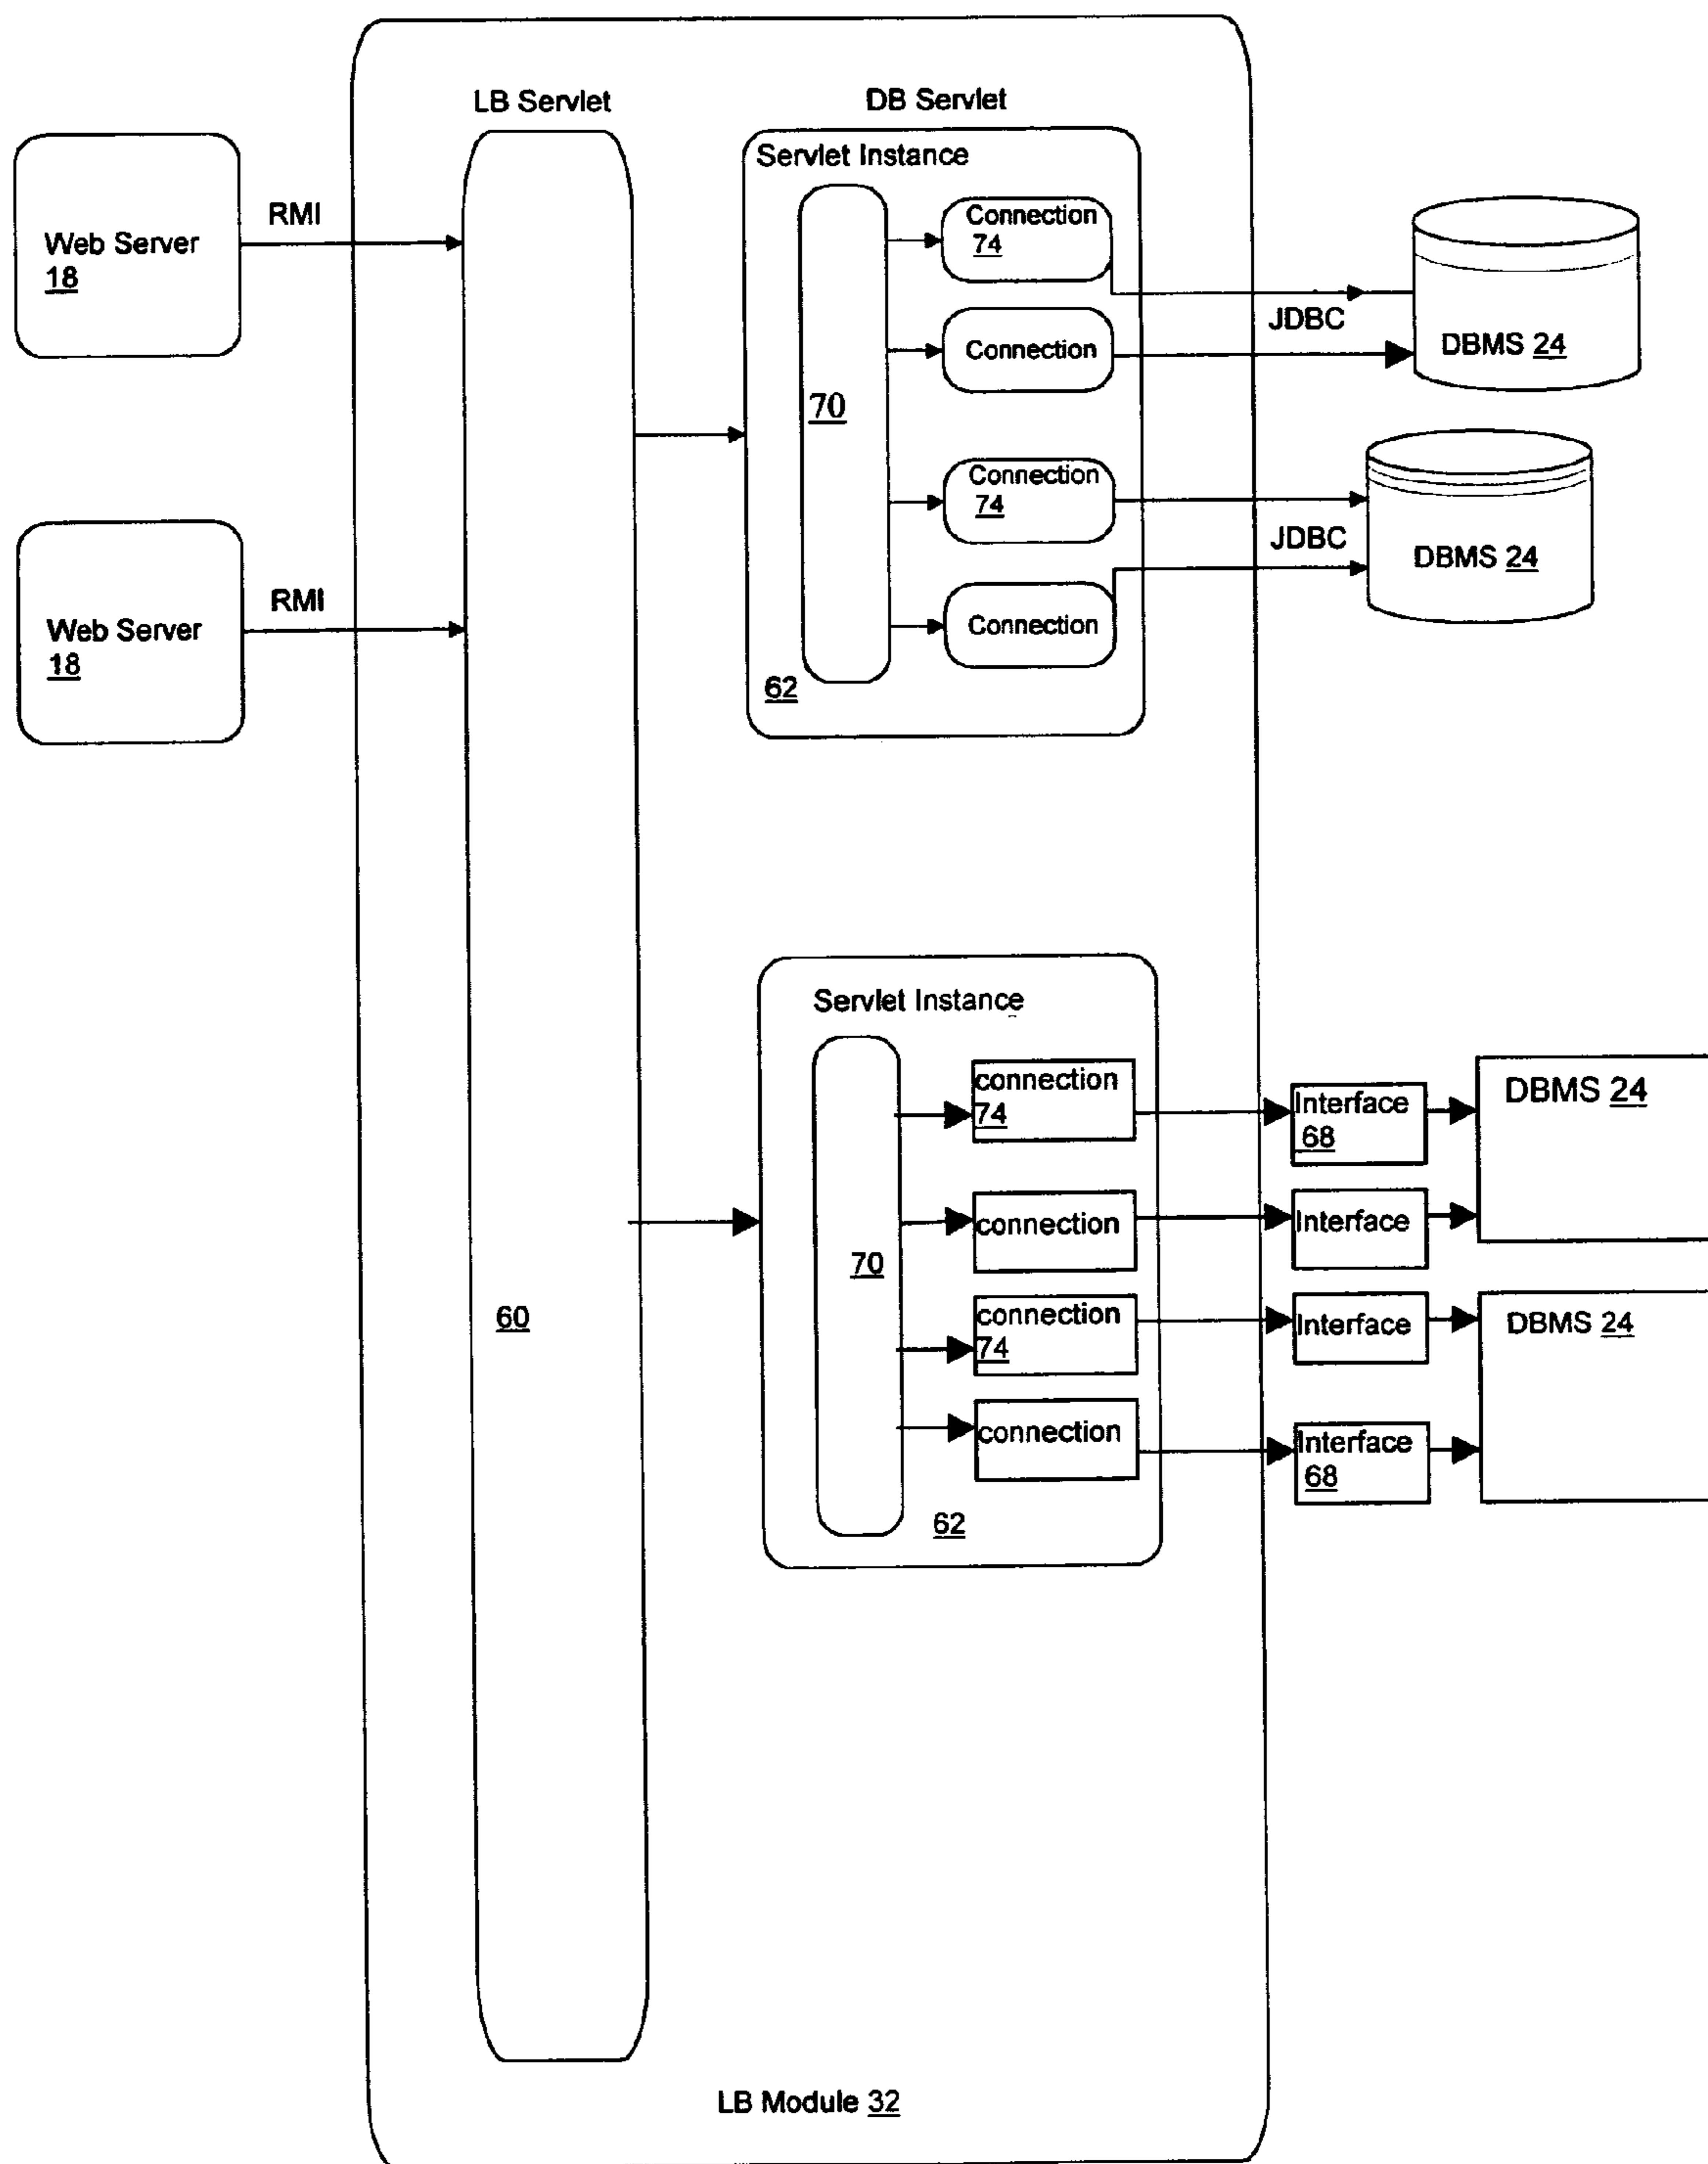 LB Servlet
DB Servlet
Servlet Instance
Web Server
18
RMI
70
Connection
74
Connection
Connection
74
Connection
62
JDBC
DBMS 24
JDBC
DBMS 24
Web Server
18
RMI
60
Servlet Instance
70
connection
74
connection
connection
74
connection
62
Interface
68
Interface
Interface
Interface
68
DBMS 24
DBMS 24
LB Module 32